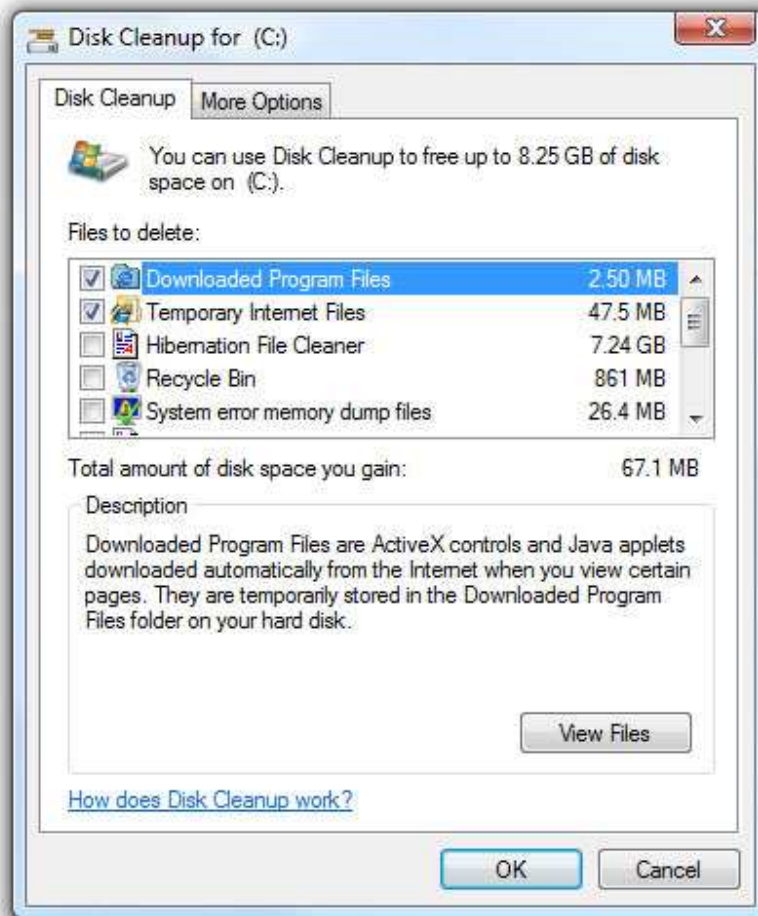 Disk Cleanup for (C:)
Disk Cleanup
More Options
You can use Disk Cleanup to free up to 8.25 GB of disk
space on (C:).
Files to delete:
Downloaded Program Files 2.50 MB
Temporary Internet Files 47.5 MB
Hibernation File Cleaner 7.24 GB
Recycle Bin 861 MB
System error memory dump files 26.4 MB
Total amount of disk space you gain: 67.1 MB
Description
Downloaded Program Files are ActiveX controls and Java applets
downloaded automatically from the Internet when you view certain
pages. They are temporarily stored in the Downloaded Program
Files folder on your hard disk.
View Files
How does Disk Cleanup work?
OK
Cancel